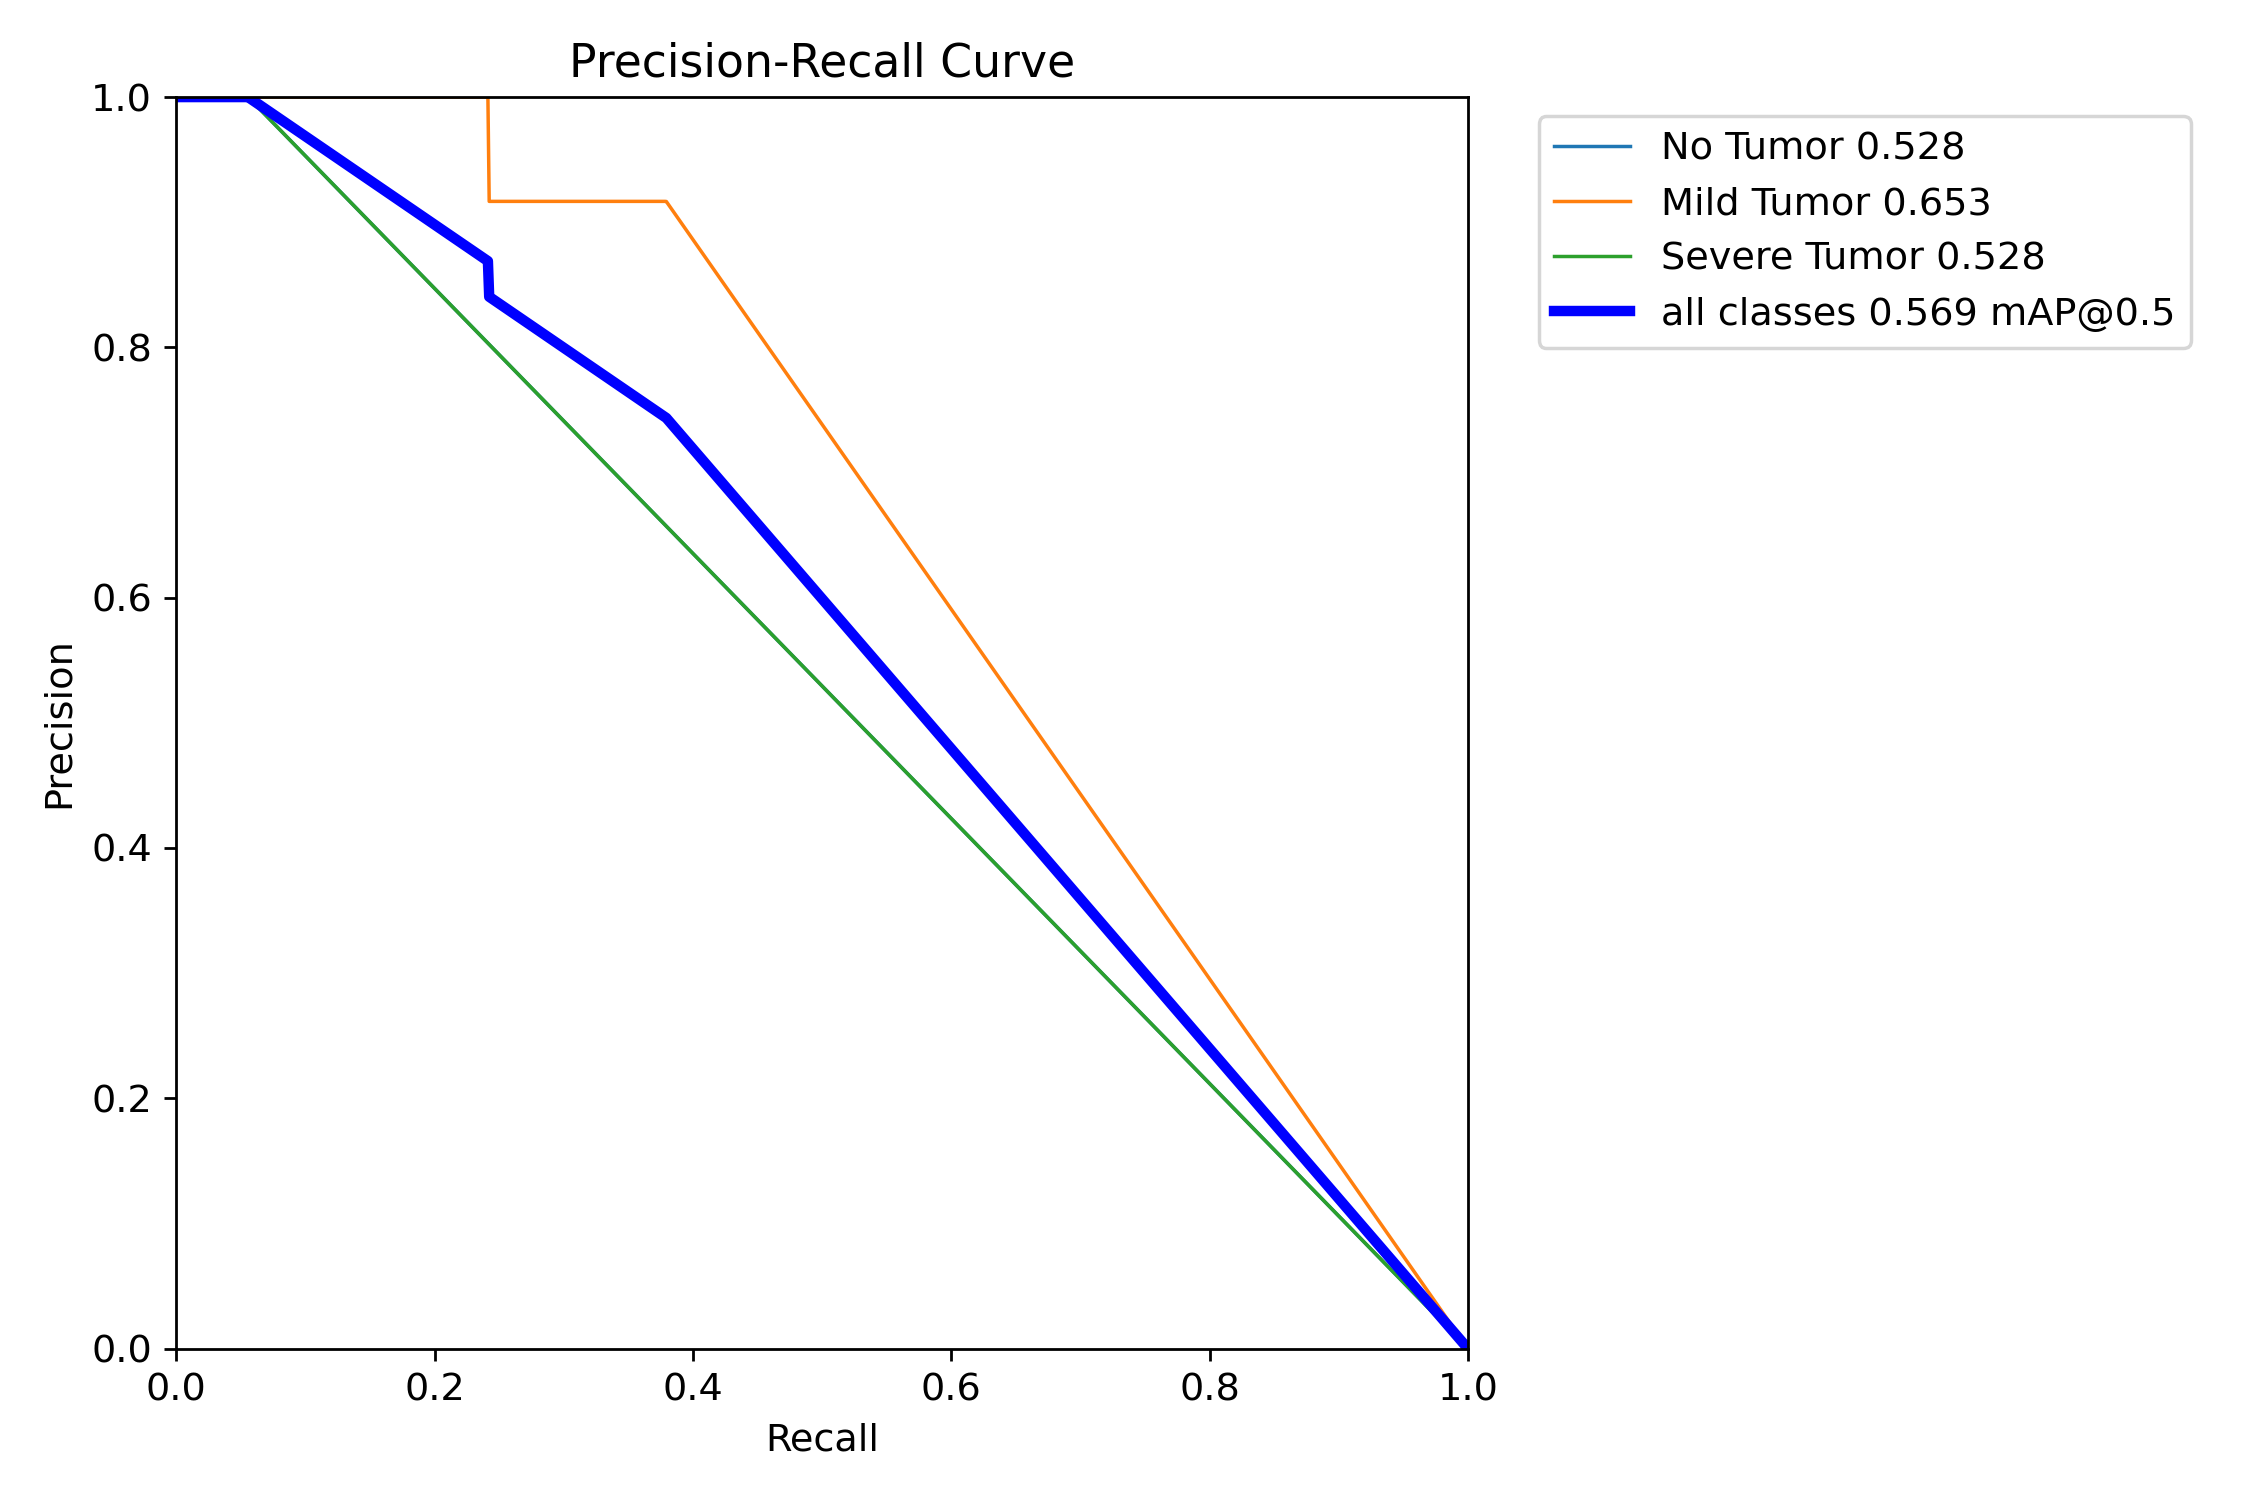 Precision-Recall Curve
1.0
0.8
0.6
0.4
0.2
0.0
Precision
0.0 0.2 0.4 0.6 0.8 1.0
Recall
No Tumor 0.528
Mild Tumor 0.653
Severe Tumor 0.528
all classes 0.569 mAP@0.5